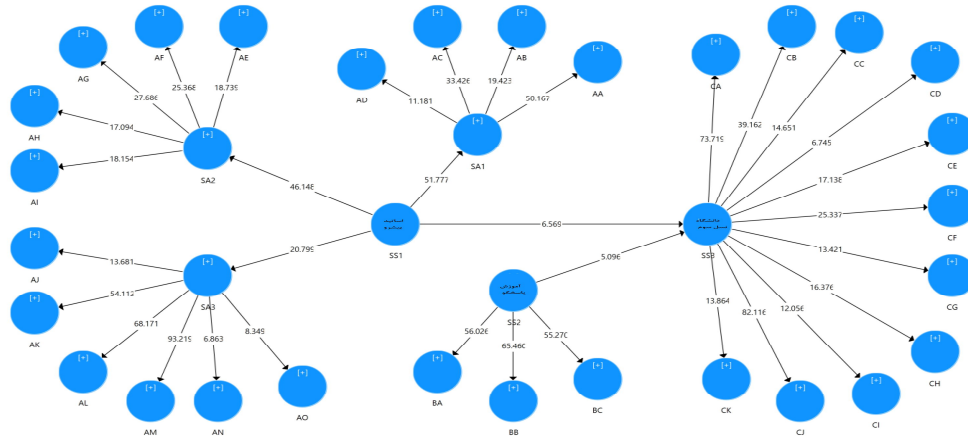 [+]
AF
[+]
AE
[+]
AG
[+]
AH
[+]
AI
27.686
25.368
18.739
17.094
18.154
[+]
SA2
[+]
AD
[+]
AC
[+]
AB
[+]
AA
11.181
33.426
19.423
50.167
[+]
SA1
46.148
51.777
SS1
20.799
6.569
[+]
AJ
[+]
AK
[+]
AL
[+]
AM
[+]
AN
[+]
AO
13.681
54.112
68.171
93.219
6.863
8.349
[+]
SA3
آموزش
SS2
5.096
56.026
65.460
55.270
[+]
BA
[+]
BB
[+]
BC
دانشگاه
نسل سوم
SS3
[+]
CA
[+]
CB
[+]
CC
[+]
CD
[+]
CE
[+]
CF
[+]
CG
[+]
CH
[+]
CI
[+]
CJ
[+]
CK
73.719
39.162
14.651
6.745
17.138
25.337
13.421
16.376
12.056
82.116
13.864